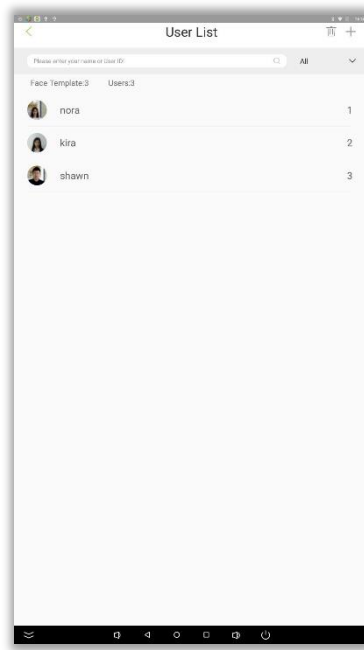 User List
Please enter your name or User ID
All
Face Template:3 Users:3
nora 1
kira 2
shawn 3